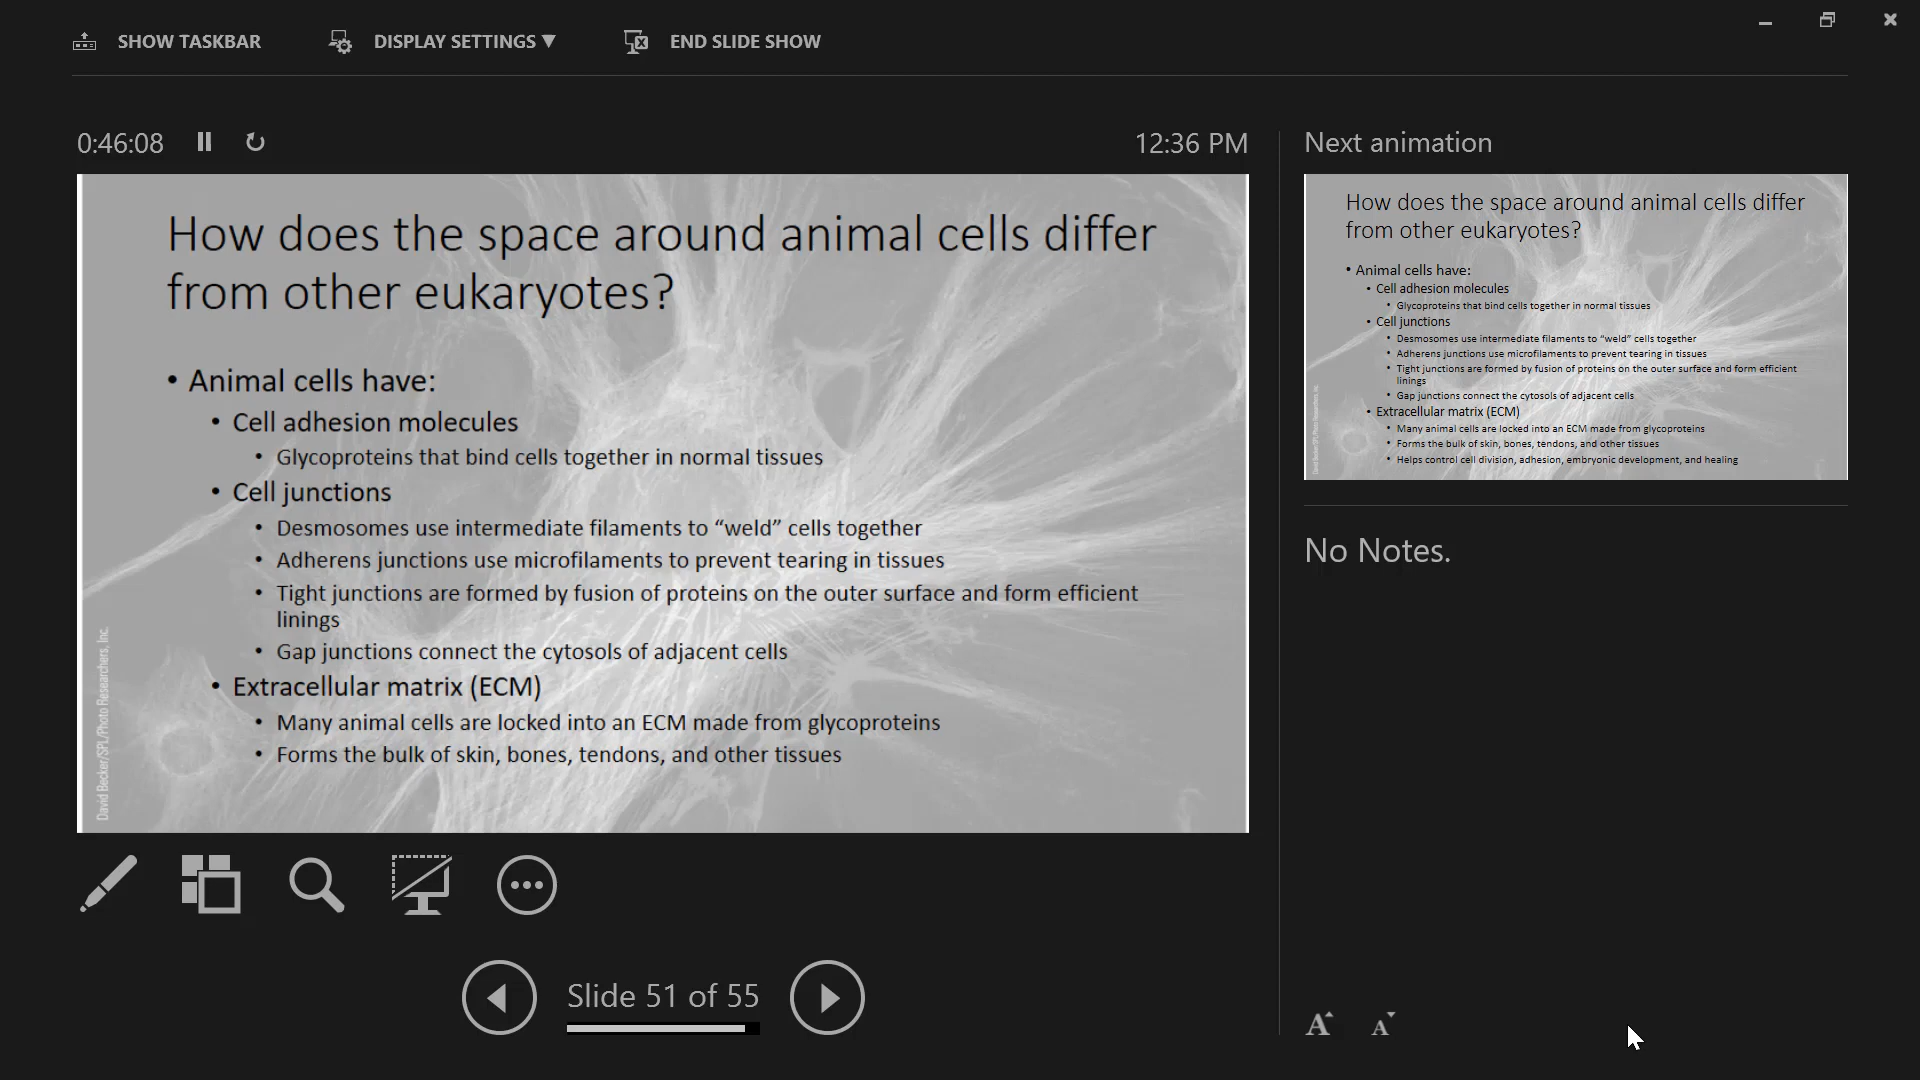 SHOW TASKBAR
DISPLAY SETTINGS ▼
END SLIDE SHOW
0:46:08
12:36 PM
Next animation
How does the space around animal cells differ
from other eukaryotes?
• Animal cells have:
• Cell adhesion molecules
• Glycoproteins that bind cells together in normal tissues
• Cell junctions
• Desmosomes use intermediate filaments to “weld” cells together
• Adherens junctions use microfilaments to prevent tearing in tissues
• Tight junctions are formed by fusion of proteins on the outer surface and form efficient
linings
• Gap junctions connect the cytosols of adjacent cells
• Extracellular matrix (ECM)
• Many animal cells are locked into an ECM made from glycoproteins
• Forms the bulk of skin, bones, tendons, and other tissues
David Becker/SPL/Photo Researchers, Inc.
How does the space around animal cells differ
from other eukaryotes?
• Animal cells have:
• Cell adhesion molecules
• Glycoproteins that bind cells together in normal tissues
• Cell junctions
• Desmosomes use intermediate filaments to “weld” cells together
• Adherens junctions use microfilaments to prevent tearing in tissues
• Tight junctions are formed by fusion of proteins on the outer surface and form efficient
linings
• Gap junctions connect the cytosols of adjacent cells
• Extracellular matrix (ECM)
• Many animal cells are locked into an ECM made from glycoproteins
• Forms the bulk of skin, bones, tendons, and other tissues
• Helps control cell division, adhesion, embryonic development, and healing
David Becker/SPL/Photo Researchers, Inc.
No Notes.
Slide 51 of 55
A A